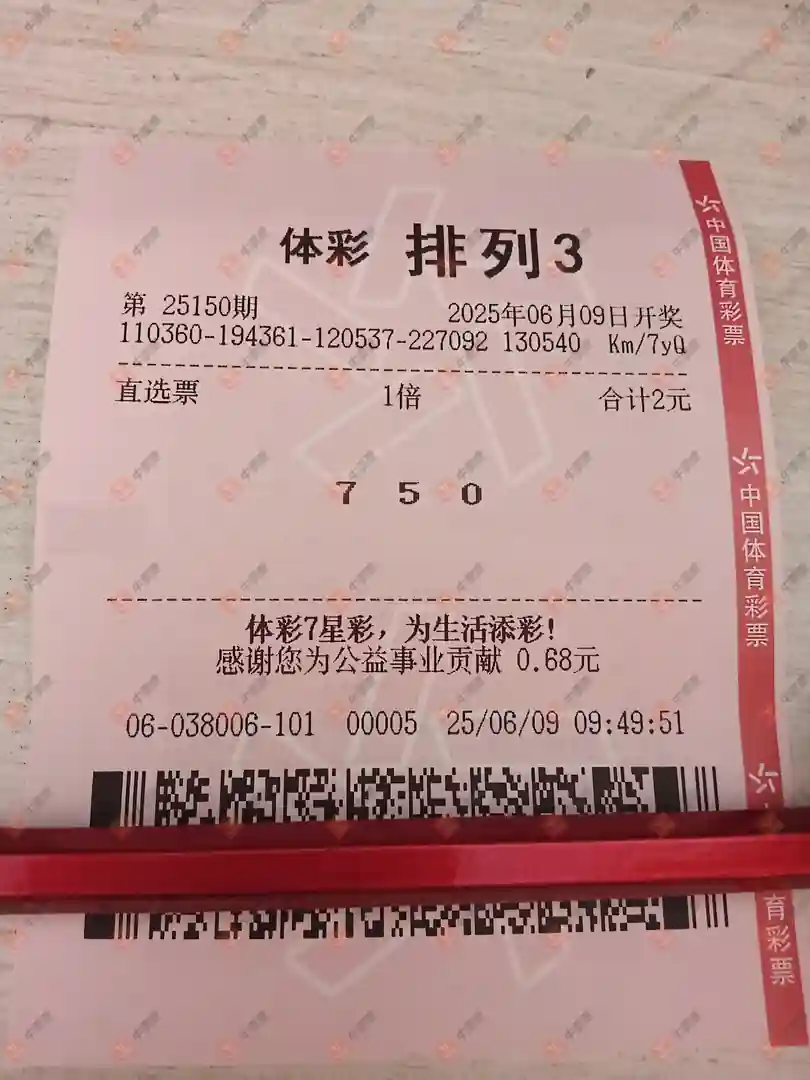 体彩 排列3
第 25150期 2025年06月09日开奖
110360-194361-120537-227092 130540 Km/7yQ
直选票 1倍 合计2元
7 5 0
体彩7星彩，为生活添彩!
感谢您为公益事业贡献 0.68元
06-038006-101 00005 25/06/09 09:49:51
中国体育彩票
中国体育彩票
育彩票